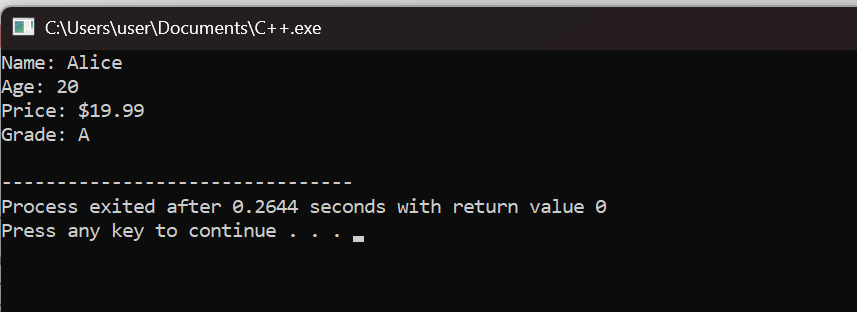 C:\Users\user\Documents\C++.exe
Name: Alice
Age: 20
Price: $19.99
Grade: A
--------------------------------
Process exited after 0.2644 seconds with return value 0
Press any key to continue . . .